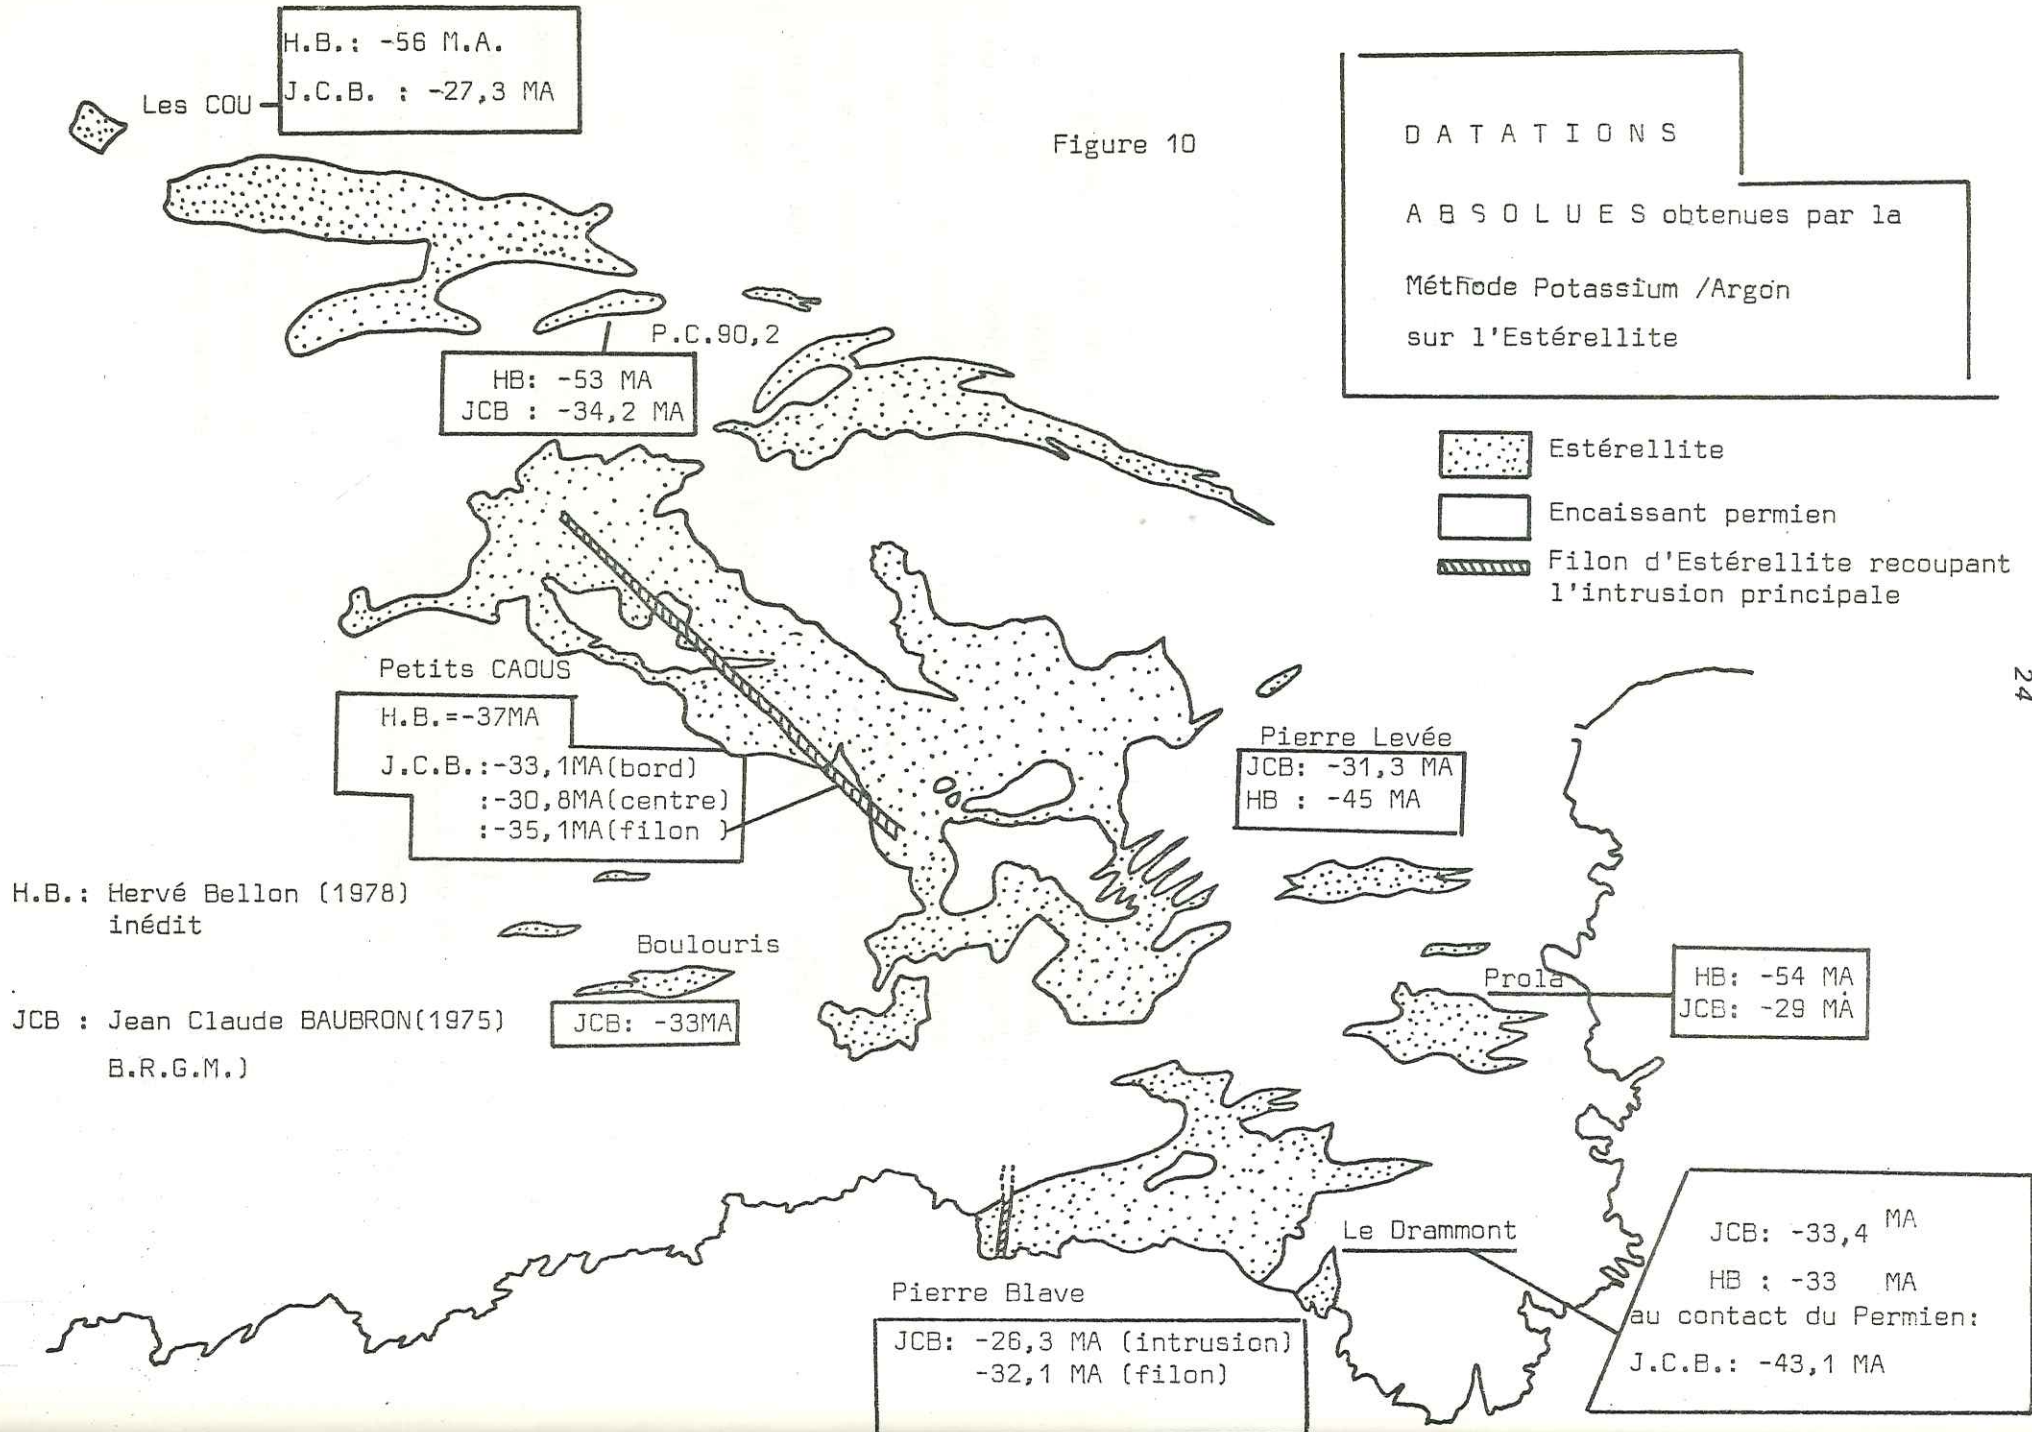 H.B.: -56 M.A.
J.C.B. : -27,3 MA
Les COU
Figure 10
D A T A T I O N S
A B S O L U E S obtenues par la
Méthode Potassium /Argon
sur l'Estérellite
P.C.90,2
HB: -53 MA
JCB : -34,2 MA
Estérellite
Encaissant permien
Filon d'Estérellite recoupant
l'intrusion principale
24
Petits CAOUS
H.B.=-37MA
J.C.B.:-33,1MA(bord)
:-30,8MA(centre)
:-35,1MA(filon )
Pierre Levée
JCB: -31,3 MA
HB : -45 MA
H.B.: Hervé Bellon (1978)
inédit
Boulouris
JCB: -33MA
JCB : Jean Claude BAUBRON(1975)
B.R.G.M.)
Prola
HB: -54 MA
JCB: -29 MA
Le Drammont
JCB: -33,4 MA
HB : -33 MA
au contact du Permien:
J.C.B.: -43,1 MA
Pierre Blave
JCB: -26,3 MA (intrusion)
-32,1 MA (filon)